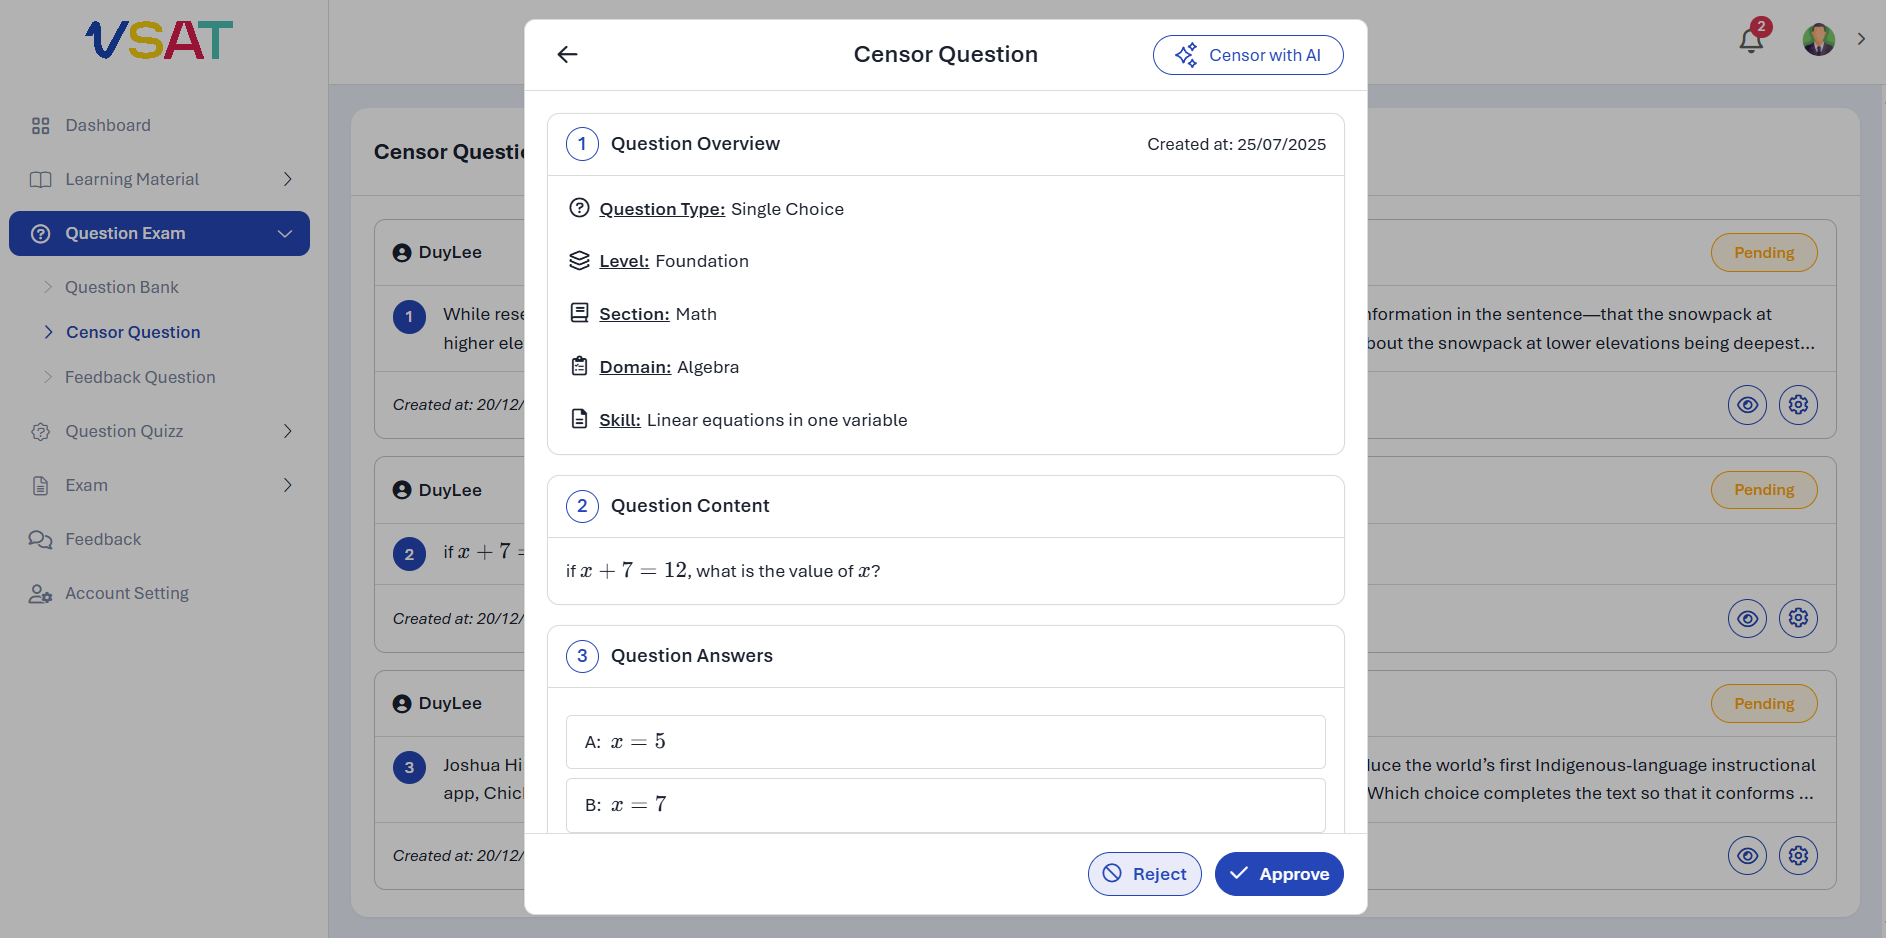 VSAT
2
Dashboard
Learning Material
Question Exam
Question Bank
Censor Question
Feedback Question
Question Quizz
Exam
Feedback
Account Setting
Censor Question
Censor with AI
1 Question Overview
Created at: 25/07/2025
Question Type: Single Choice
Level: Foundation
Section: Math
Domain: Algebra
Skill: Linear equations in one variable
2 Question Content
if x + 7 = 12, what is the value of x?
3 Question Answers
A: x = 5
B: x = 7
Reject
Approve
Censor
DuyLee
Pending
1
While
nformation in the sentence—that the snowpack at
higher
bout the snowpack at lower elevations being deepest...
Created at: 20/12/
DuyLee
Pending
2
if x + 7 =
Created at: 20/12/
DuyLee
Pending
3
Joshua
duce the world’s first Indigenous-language instructional
app,
Which choice completes the text so that it conforms ...
Created at: 20/12/